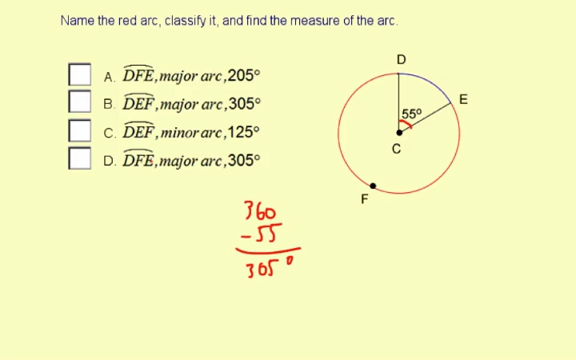 Name the red arc, classify it, and find the measure of the arc.
A. DFE, major arc, 205°
B. DEF, major arc, 305°
C. DEF, minor arc, 125°
D. DFE, major arc, 305°
D
E
55°
C
F
360
-55
305°